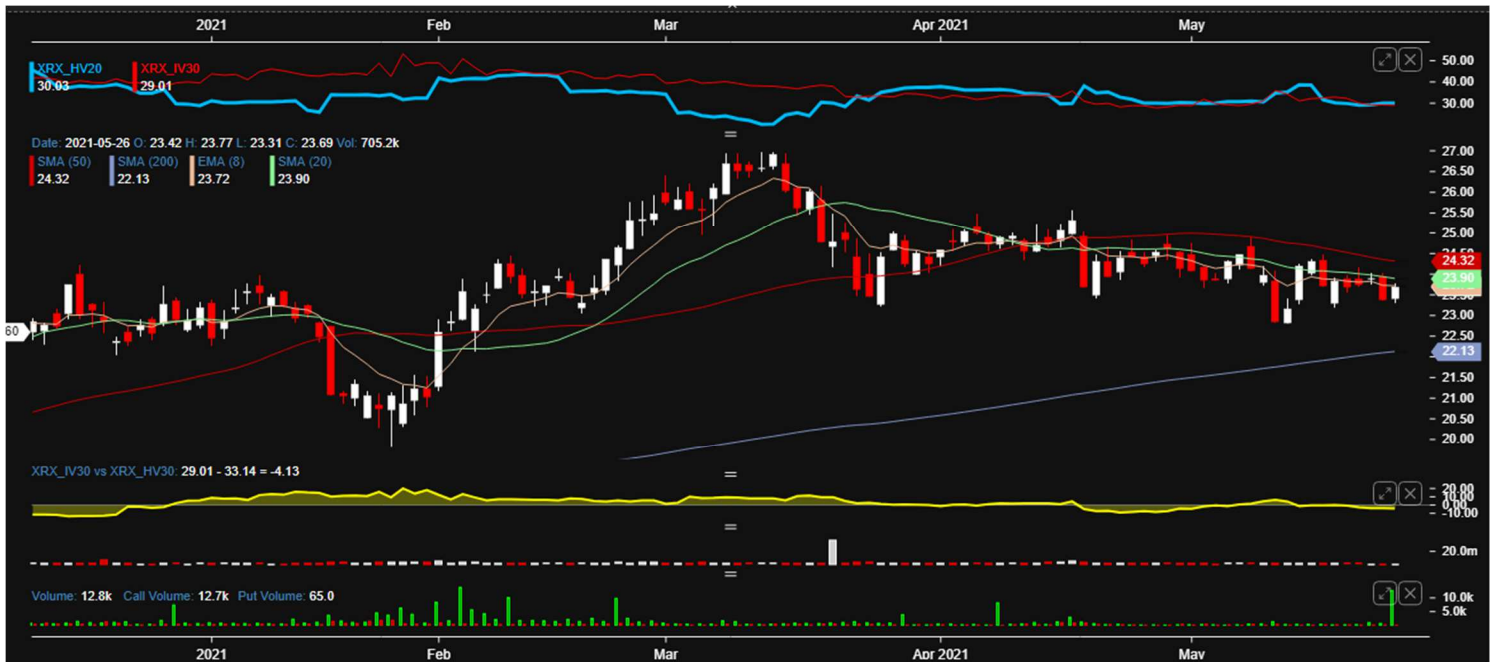 2021 Feb Mar Apr 2021 May
XRX_HV20 XRX_IV30
30.03 29.01
50.00
40.00
30.00
Date: 2021-05-26 O: 23.42 H: 23.77 L: 23.31 C: 23.69 Vol: 705.2k
SMA (50) SMA (200) EMA (8) SMA (20)
24.32 22.13 23.72 23.90
27.00
26.50
26.00
25.50
25.00
24.32
23.90
23.00
60
22.50
22.13
21.50
21.00
20.50
20.00
XRX_IV30 vs XRX_HV30: 29.01 - 33.14 = -4.13
20.00
10.00
0.00
-10.00
20.0m
Volume: 12.8k Call Volume: 12.7k Put Volume: 65.0
10.0k
5.0k
2021 Feb Mar Apr 2021 May